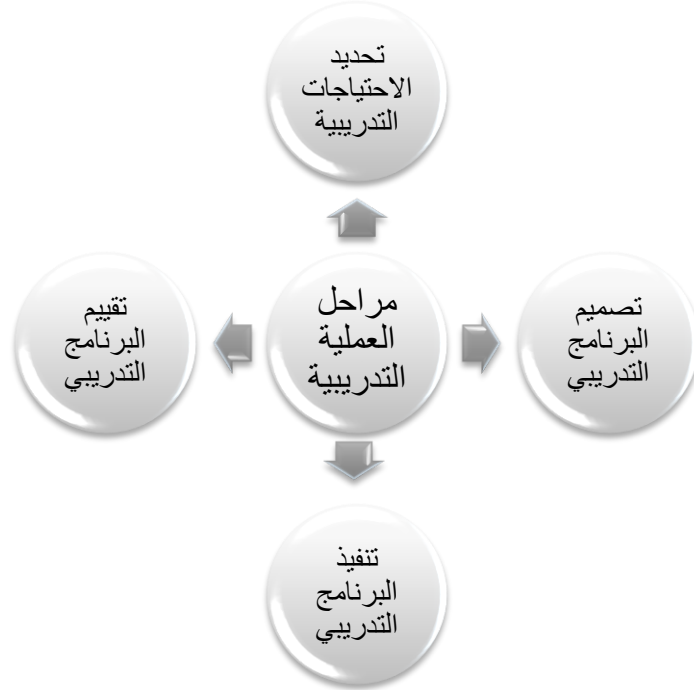 تحديد
الاحتياجات
التدريبية
تقييم
البرنامج
التدريبي
مراحل
العملية
التدريبية
تصميم
البرنامج
التدريبي
تنفيذ
البرنامج
التدريبي